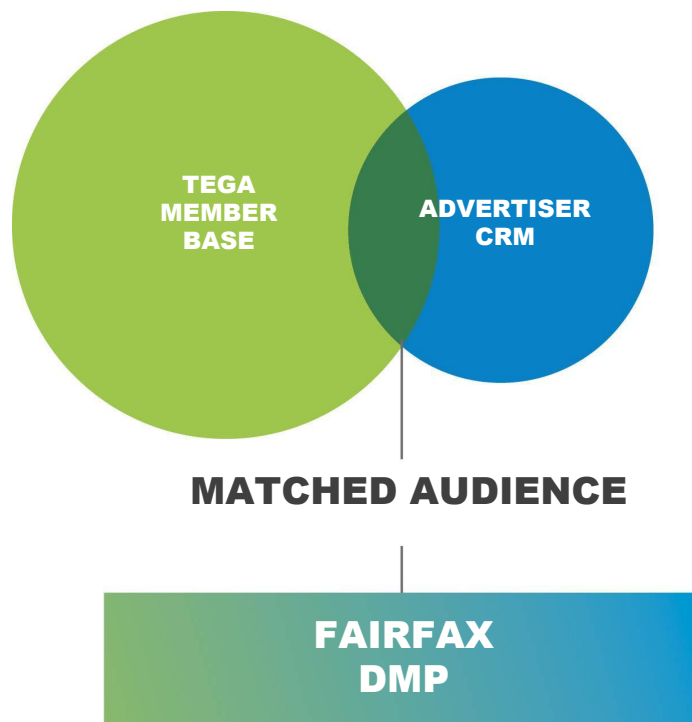 TEGA
MEMBER
BASE
ADVERTISER
CRM
MATCHED AUDIENCE
FAIRFAX
DMP